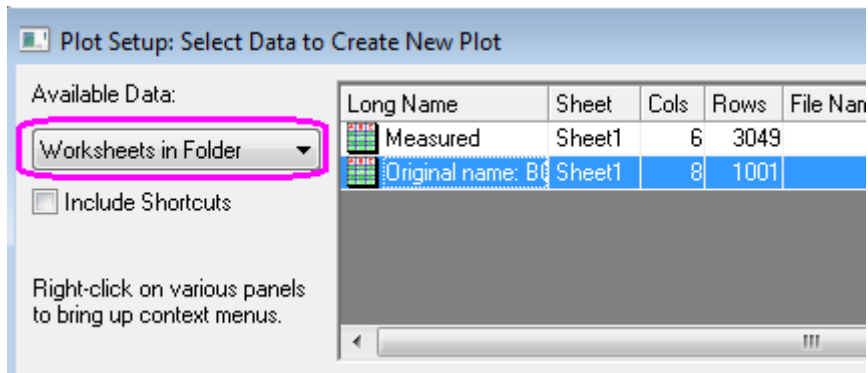 Plot Setup: Select Data to Create New Plot
Available Data:
Worksheets in Folder
Include Shortcuts
Right-click on various panels
to bring up context menus.
Long Name Sheet Cols Rows File Nan
Measured Sheet1 6 3049
Original name: Sheet1 8 1001